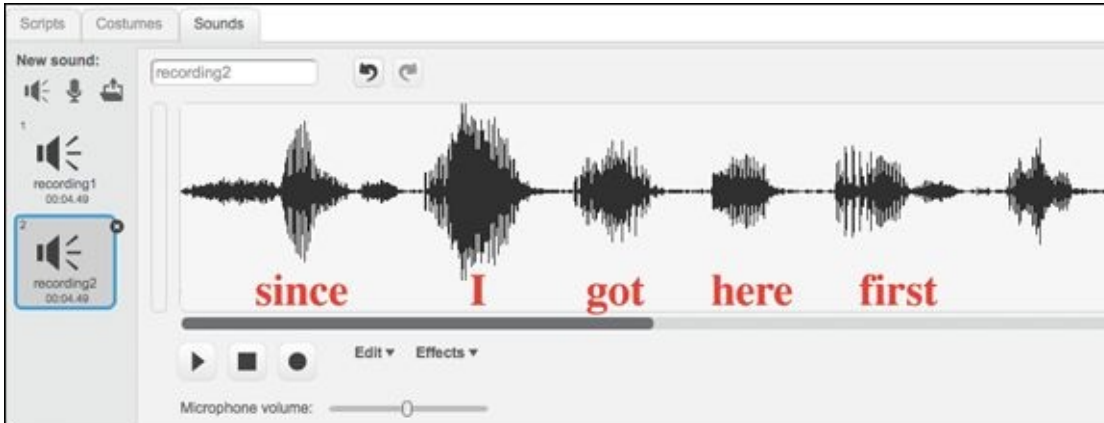 Scripts Costumes Sounds
New sound:
recording2
1
recording1
00:04.49
2
recording2
00:04.49
since I got here first
Edit ▾ Effects ▾
Microphone volume: